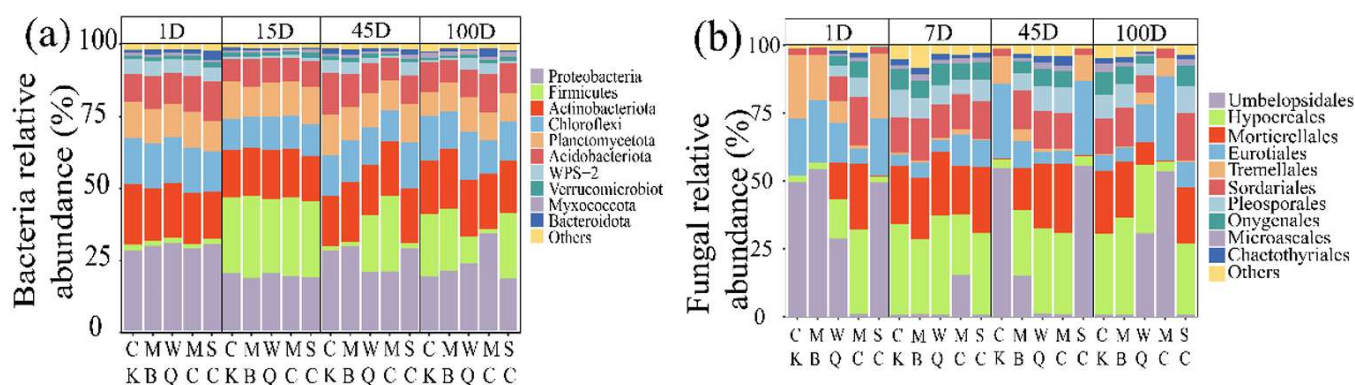 (a)
1D 15D 45D 100D
Bacteria relative
abundance (%)
100
75
50
25
0
C M W M S C M W M S C M W M S C M W M S
K B Q C C K B Q C C K B Q C C K B Q C C
Proteobacteria
Firmicutes
Actinobacteriota
Chloroflexi
Planctomycetota
Acidobacteriota
WPS-2
Verrucomicrobiot
Myxococcota
Bacteroidota
Others
(b)
1D 7D 45D 100D
Fungal relative
abundance (%)
100
75
50
25
0
C M W M S C M W M S C M W M S C M W M S
K B Q C C K B Q C C K B Q C C K B Q C C
Umbelopsidales
Hypocreales
Mortierellales
Eurotiales
Tremellales
Sordariales
Pleosporales
Onygenales
Microascales
Chaetothyriales
Others